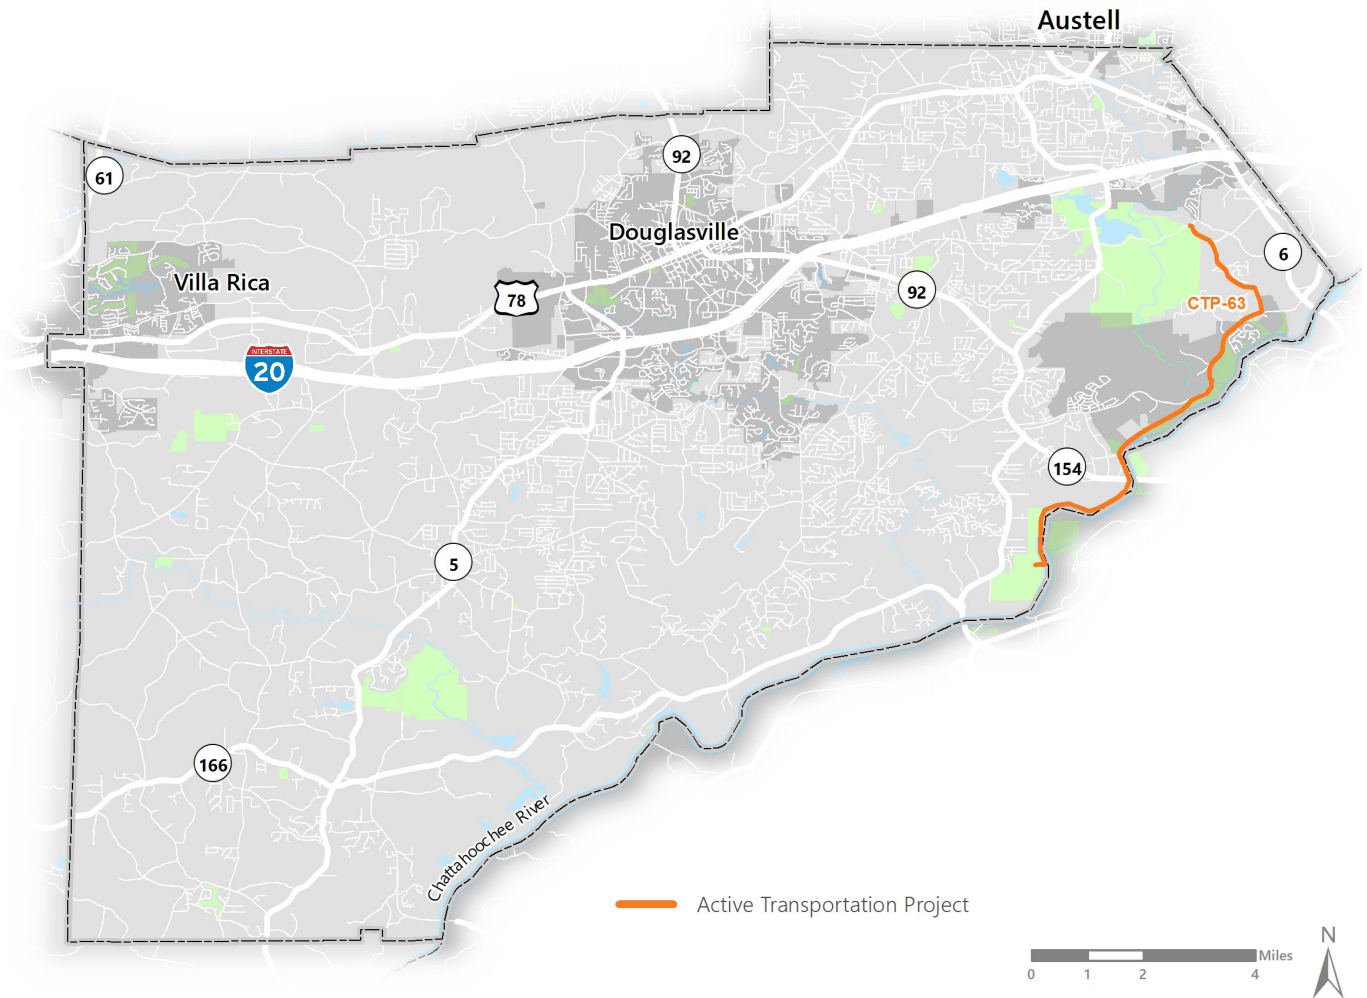 Austell
92
61
Douglasville
6
Villa Rica
78
92
CTP-63
INTERSTATE
20
154
5
166
Chattahoochee River
Active Transportation Project
N
Miles
0 1 2 4